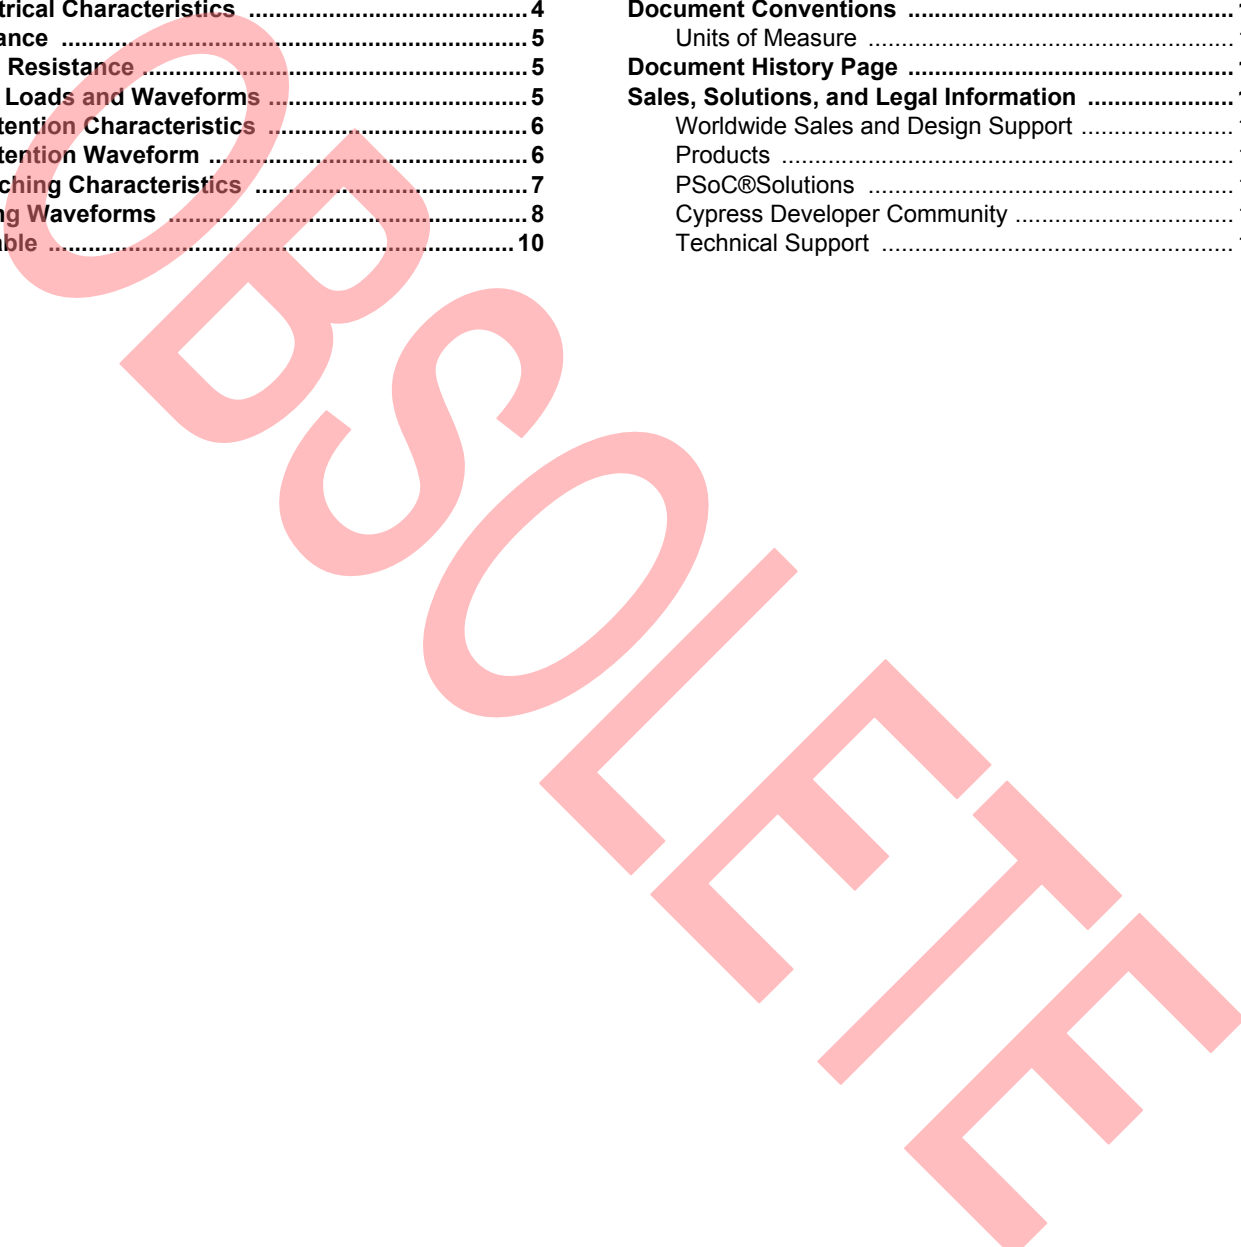 trical Characteristics ........................................... 4
ance ....................................................................... 5
Resistance ........................................................... 5
Loads and Waveforms ........................................ 5
tention Characteristics ........................................ 6
tention Waveform ................................................. 6
ching Characteristics .......................................... 7
ng Waveforms ....................................................... 8
able ....................................................................... 10
Document Conventions .................................................
Units of Measure .......................................................
Document History Page .................................................
Sales, Solutions, and Legal Information ......................
Worldwide Sales and Design Support .......................
Products ....................................................................
PSoC®Solutions .......................................................
Cypress Developer Community .................................
Technical Support .....................................................
OBSOLETE